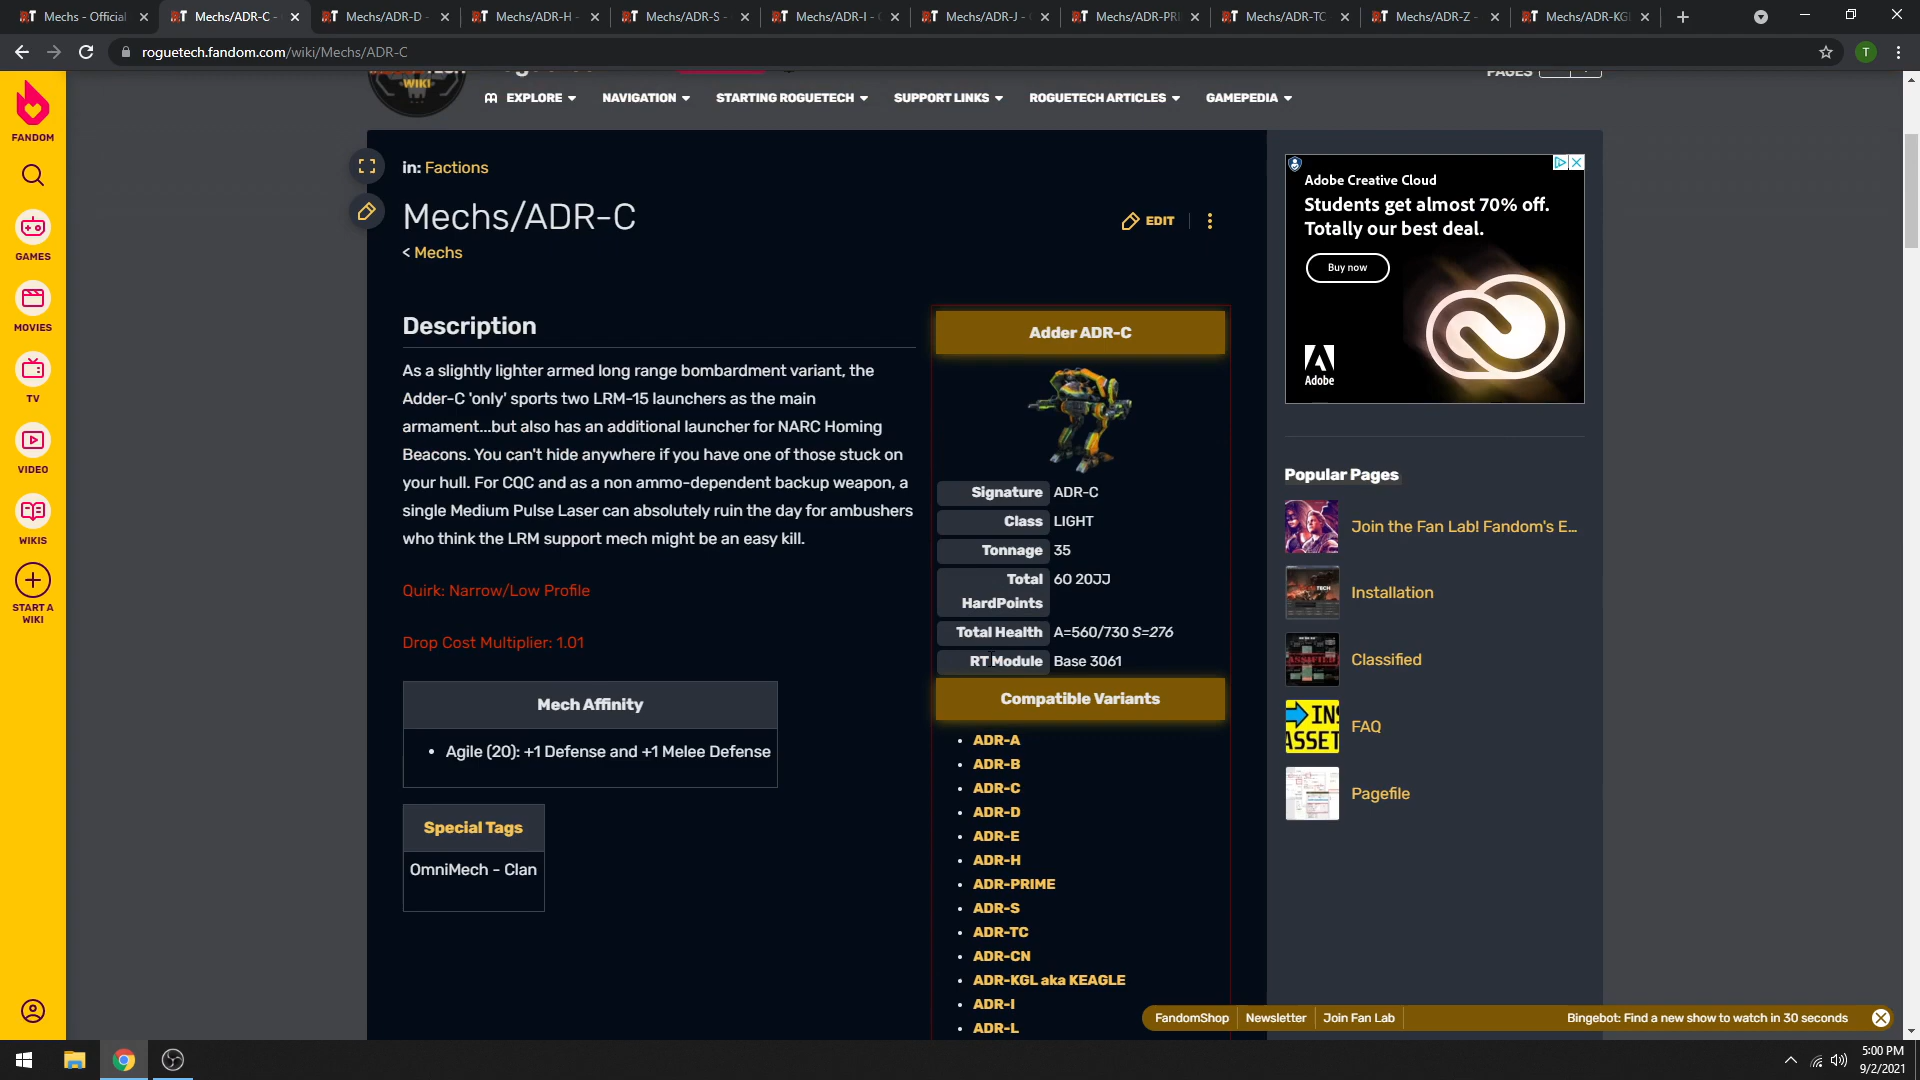 Mechs - Official
Mechs/ADR-C -
Mechs/ADR-D -
Mechs/ADR-H -
Mechs/ADR-S -
Mechs/ADR-I -
Mechs/ADR-J -
Mechs/ADR-PRI
Mechs/ADR-TC
Mechs/ADR-Z -
Mechs/ADR-KGL
roguetech.fandom.com/wiki/Mechs/ADR-C
T
FANDOM
GAMES
MOVIES
TV
VIDEO
WIKIS
START A
WIKI
WIKI
PAGES
EXPLORE
NAVIGATION
STARTING ROGUETECH
SUPPORT LINKS
ROGUETECH ARTICLES
GAMEPEDIA
in: Factions
Mechs/ADR-C
EDIT
< Mechs
Description
As a slightly lighter armed long range bombardment variant, the
Adder-C 'only' sports two LRM-15 launchers as the main
armament...but also has an additional launcher for NARC Homing
Beacons. You can't hide anywhere if you have one of those stuck on
your hull. For CQC and as a non ammo-dependent backup weapon, a
single Medium Pulse Laser can absolutely ruin the day for ambushers
who think the LRM support mech might be an easy kill.
Quirk: Narrow/Low Profile
Drop Cost Multiplier: 1.01
Mech Affinity
• Agile (20): +1 Defense and +1 Melee Defense
Special Tags
OmniMech - Clan
Adder ADR-C
Signature ADR-C
Class LIGHT
Tonnage 35
Total
HardPoints 6O 20JJ
Total Health A=560/730 S=276
RT Module Base 3061
Compatible Variants
• ADR-A
• ADR-B
• ADR-C
• ADR-D
• ADR-E
• ADR-H
• ADR-PRIME
• ADR-S
• ADR-TC
• ADR-CN
• ADR-KGL aka KEAGLE
• ADR-I
• ADR-L
Adobe Creative Cloud
Students get almost 70% off.
Totally our best deal.
Buy now
Adobe
Popular Pages
Join the Fan Lab! Fandom's E...
Installation
Classified
FAQ
Pagefile
FandomShop
Newsletter
Join Fan Lab
Bingebot: Find a new show to watch in 30 seconds
5:00 PM
9/2/2021